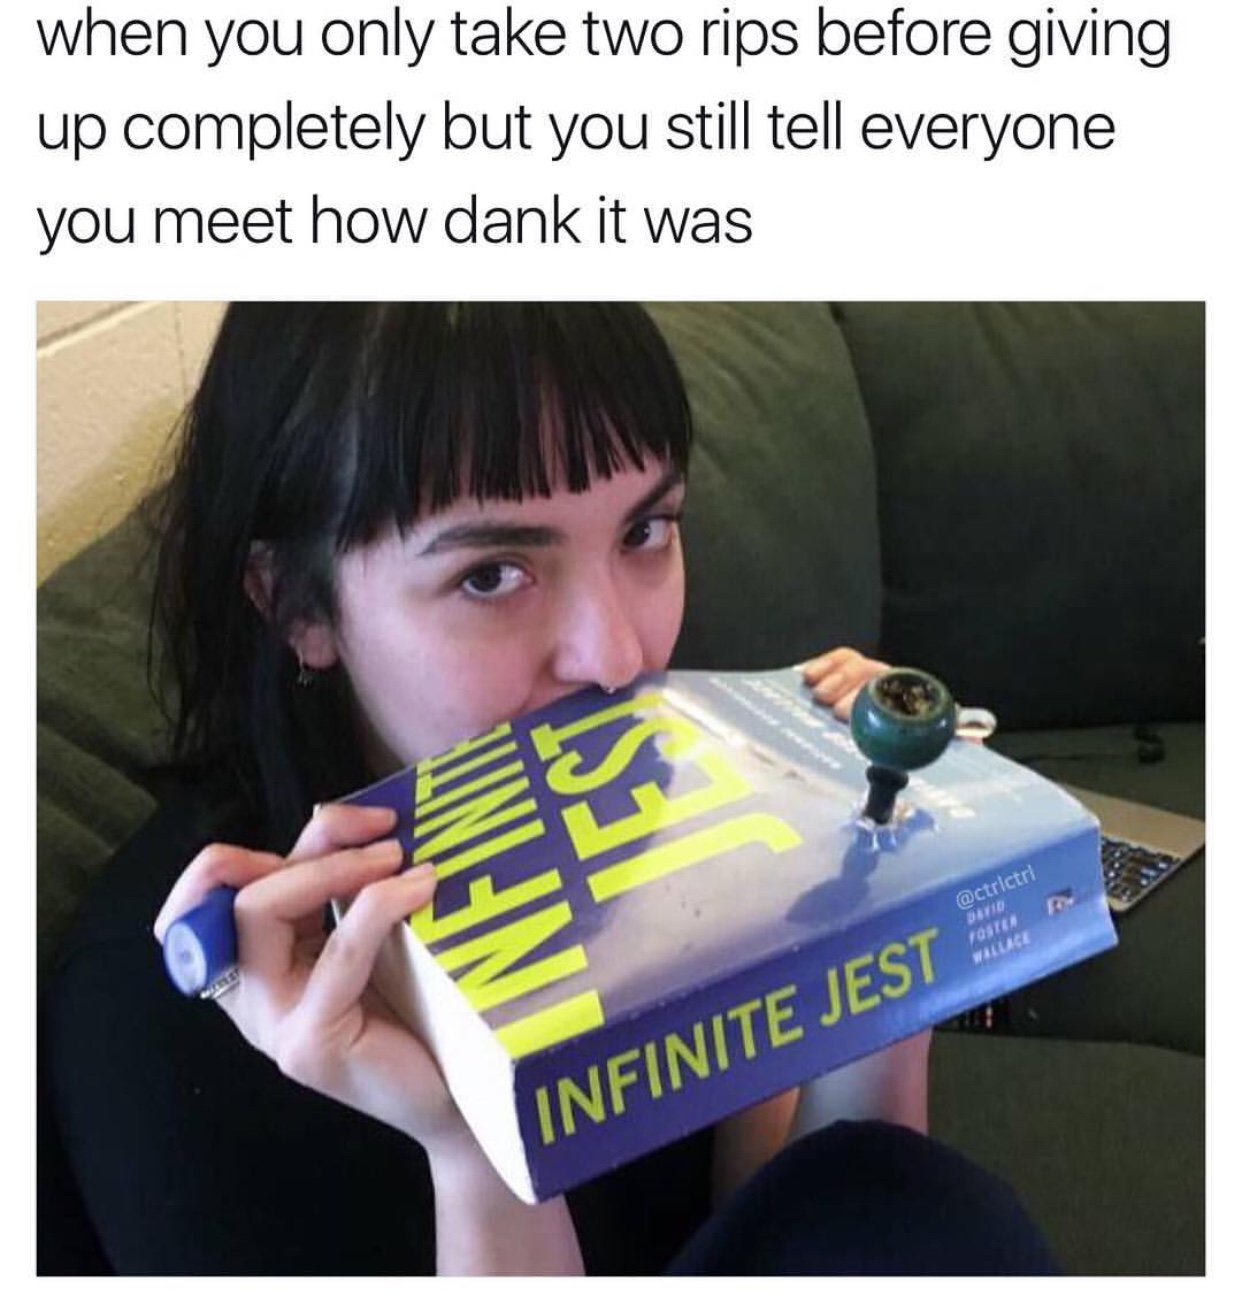 when you only take two rips before giving
up completely but you still tell everyone
you meet how dank it was
INFINITE
JEST
@ctrlctrl
DAVID
FOSTER
WALLACE
INFINITE JEST